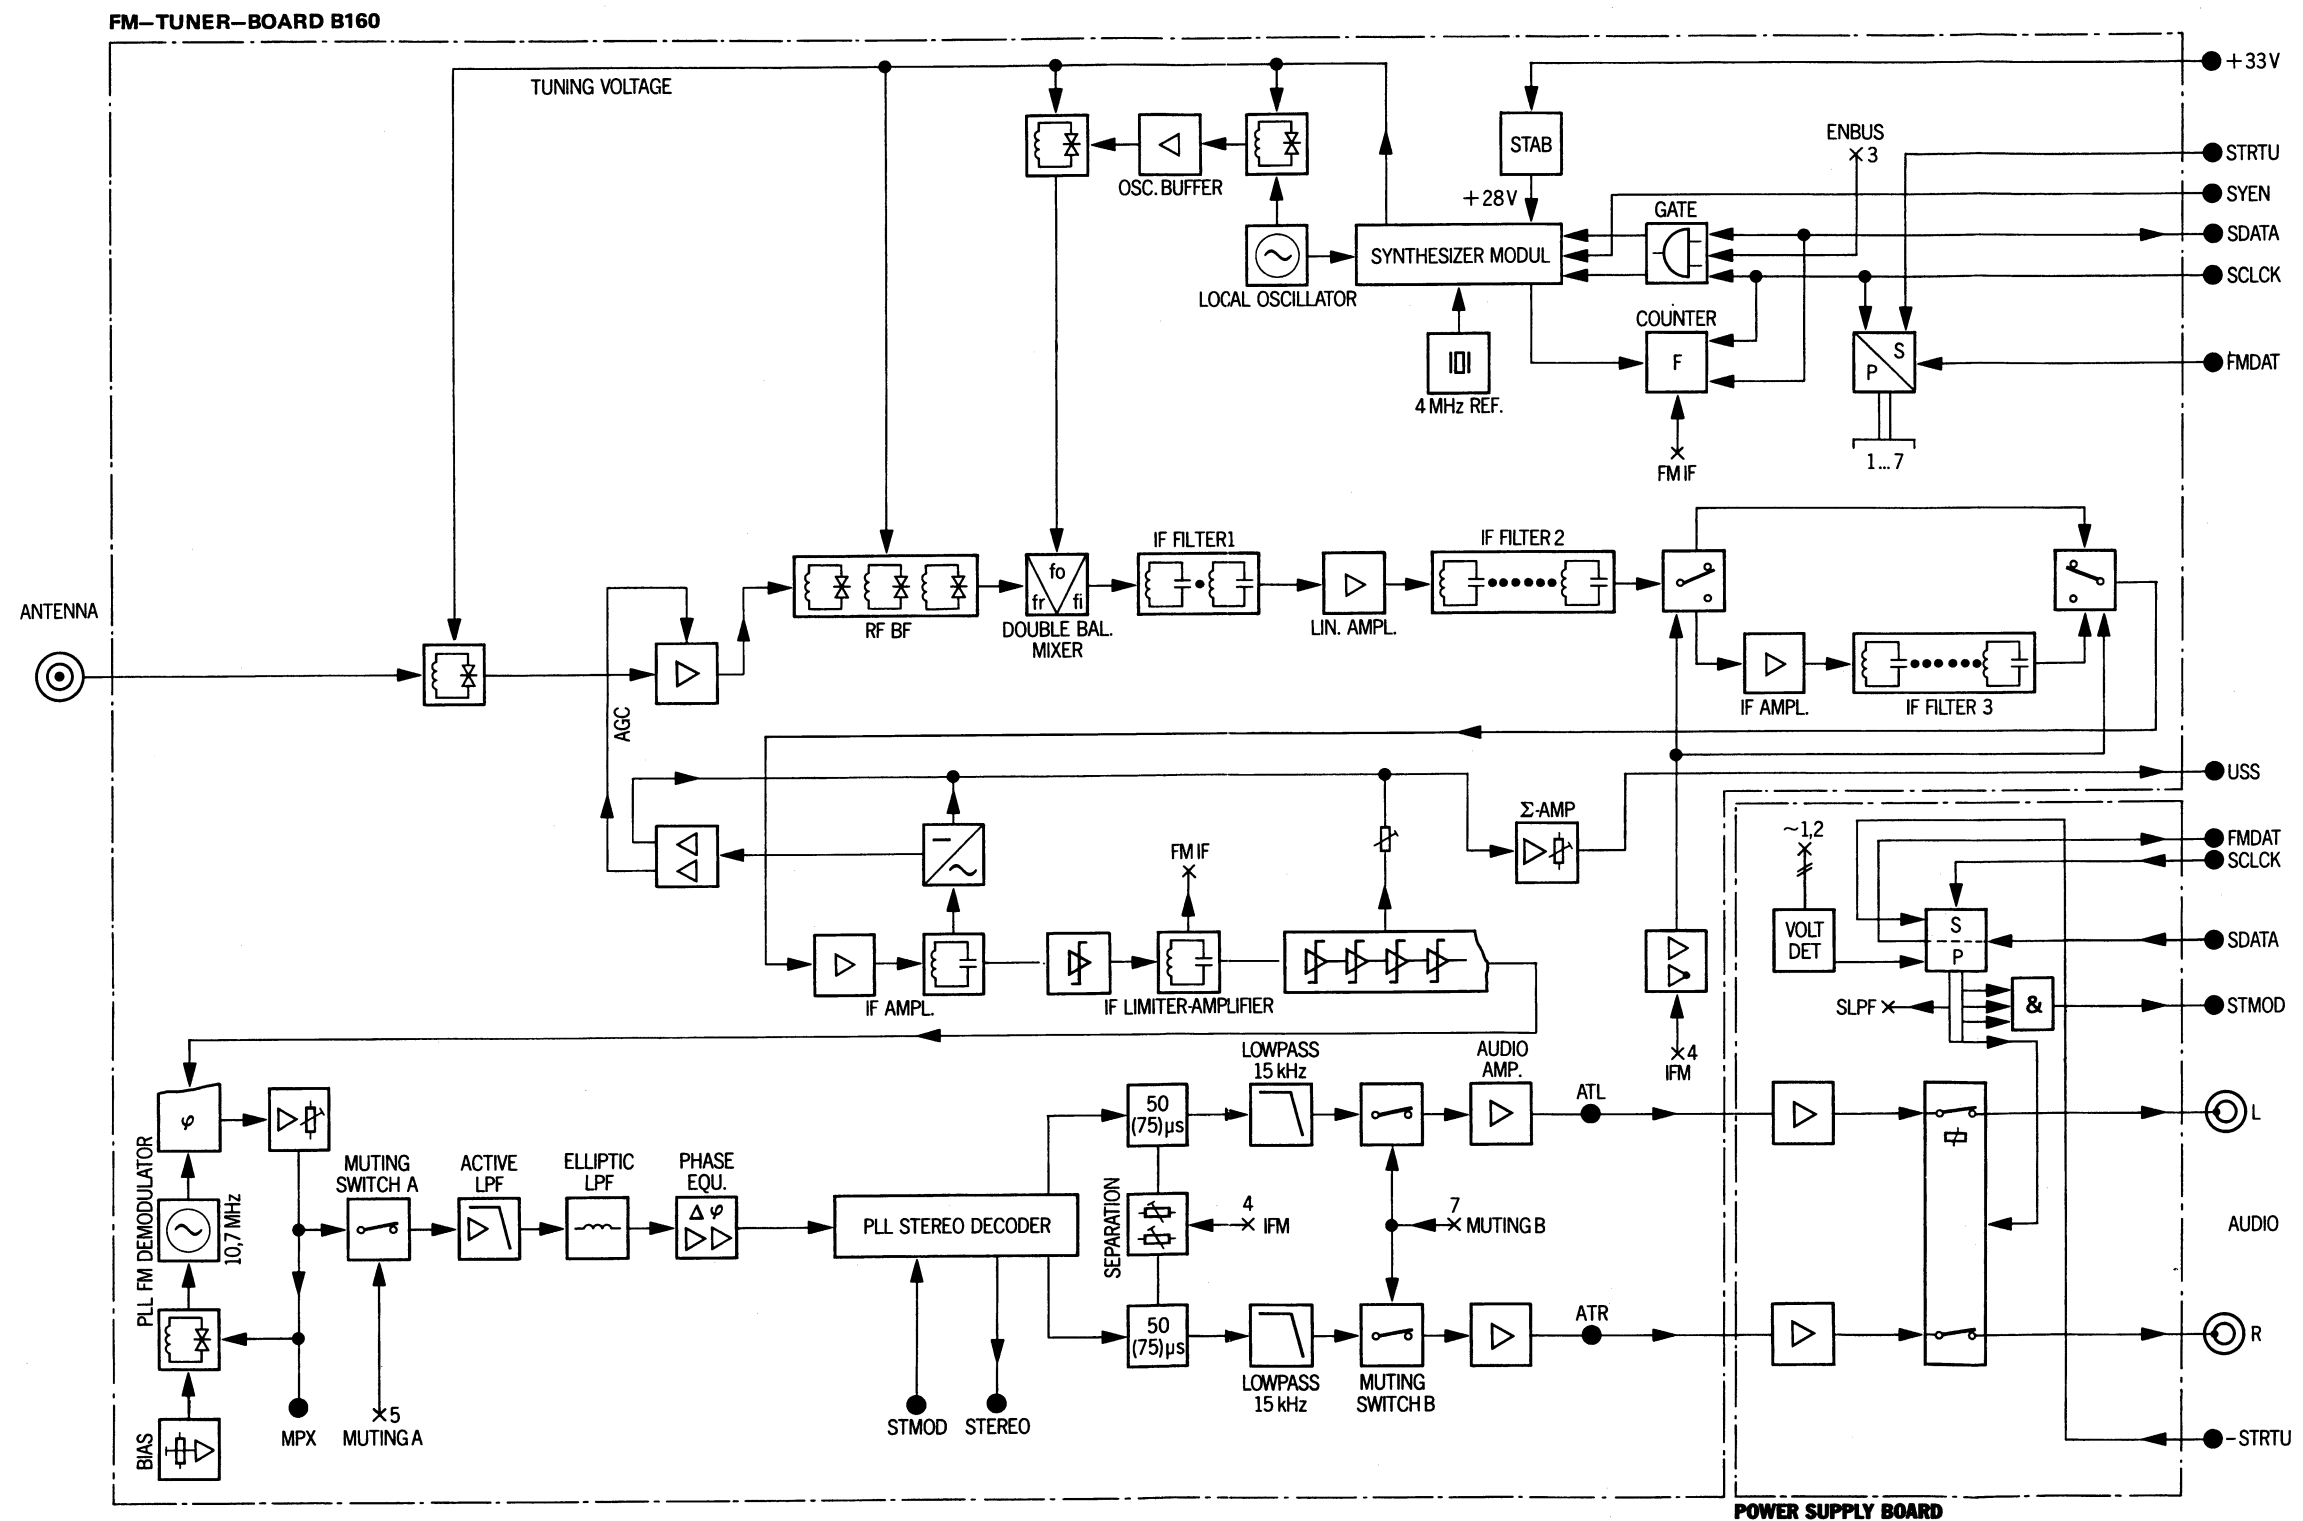 FM–TUNER–BOARD B160
TUNING VOLTAGE
+33V
STAB
ENBUS
3
STRTU
OSC. BUFFER
+28V
SYEN
GATE
SDATA
SYNTHESIZER MODUL
SCLCK
LOCAL OSCILLATOR
COUNTER
F
S
P
FMDAT
4 MHz REF.
FM IF
1...7
IF FILTER1
IF FILTER 2
fo
fr
fi
ANTENNA
RF BF
DOUBLE BAL.
MIXER
LIN. AMPL.
AGC
IF AMPL.
IF FILTER 3
USS
Σ-AMP
~1,2
FMDAT
SCLCK
FM IF
VOLT
DET
S
P
SDATA
IF AMPL.
IF LIMITER-AMPLIFIER
SLPF
&
STMOD
4
IFM
LOWPASS
15 kHz
AUDIO
AMP.
φ
50
(75)µs
ATL
L
PLL FM DEMODULATOR
10,7 MHz
MUTING
SWITCH A
ACTIVE
LPF
ELLIPTIC
LPF
PHASE
EQU.
Δ φ
PLL STEREO DECODER
SEPARATION
4
IFM
7
MUTING B
AUDIO
50
(75)µs
ATR
R
LOWPASS
15 kHz
MUTING
SWITCH B
BIAS
MPX
5
MUTING A
STMOD
STEREO
-STRTU
POWER SUPPLY BOARD